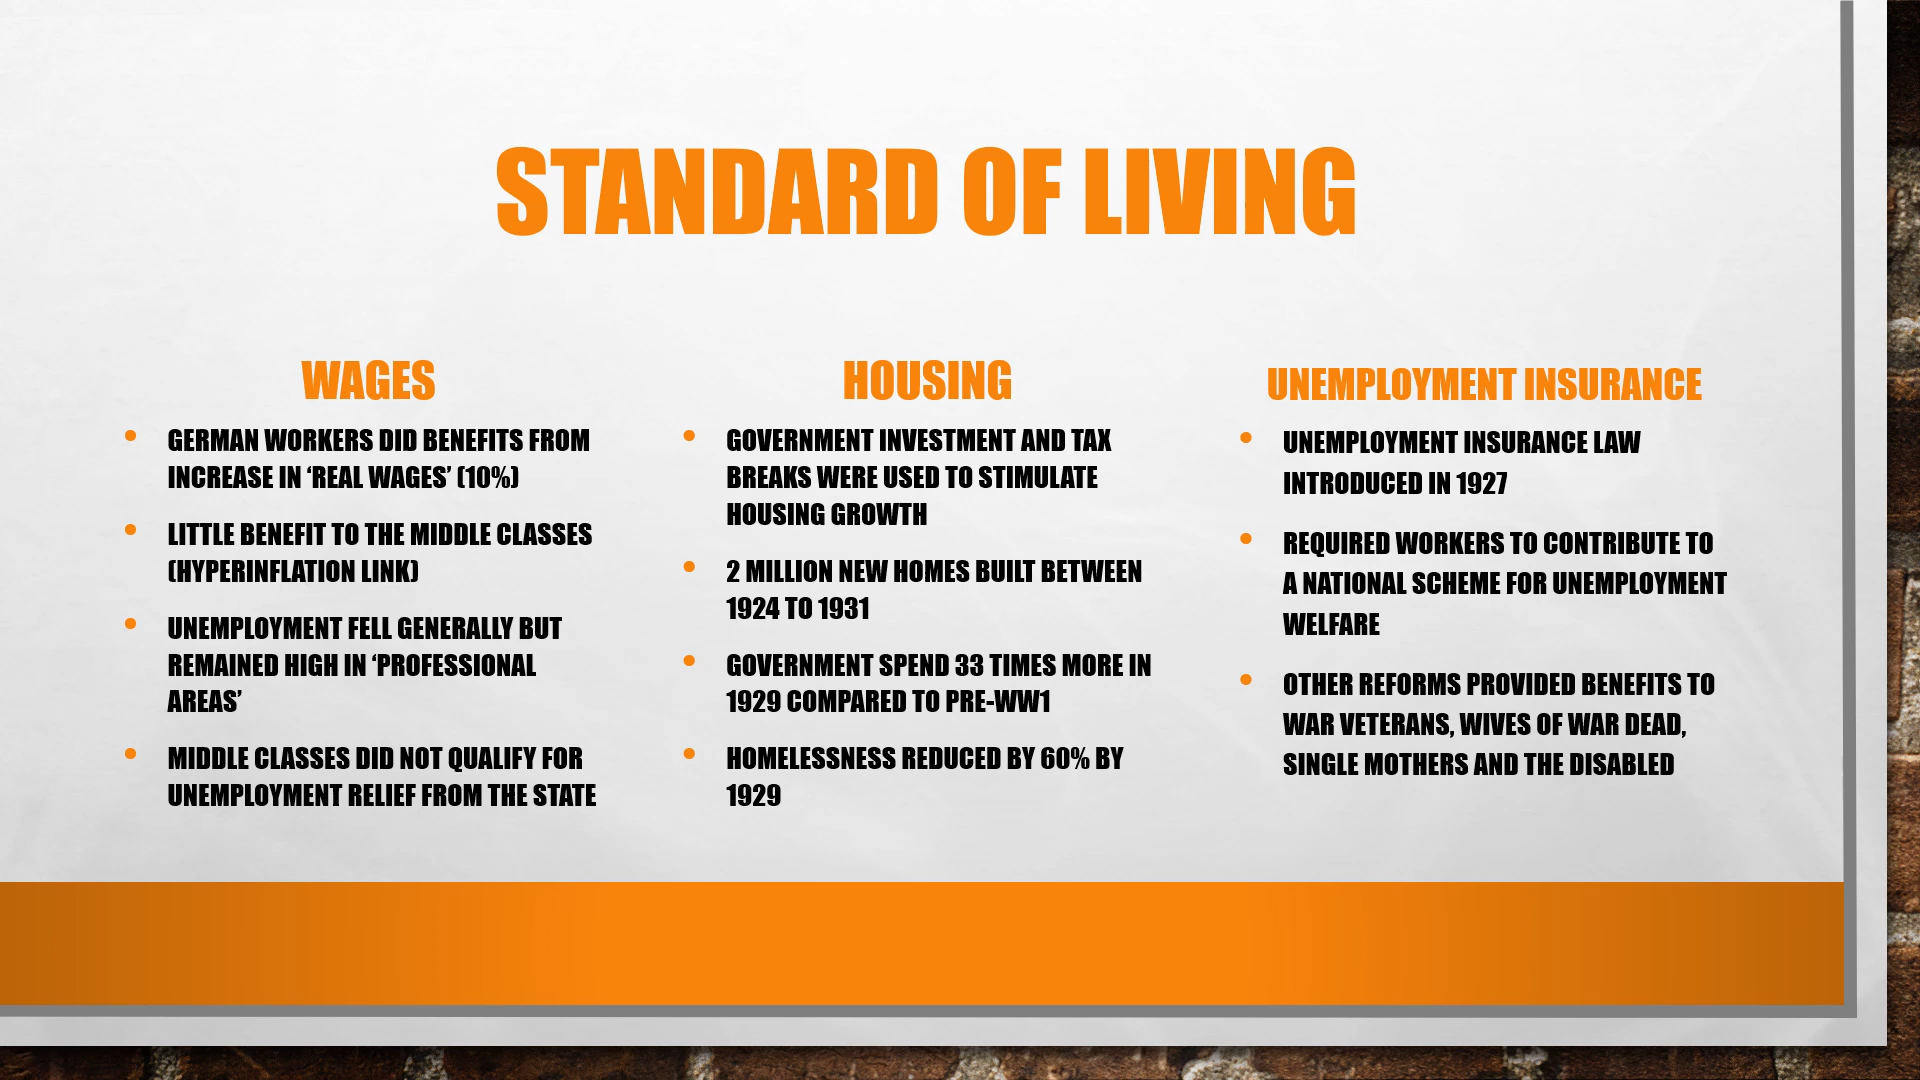 STANDARD OF LIVING
WAGES
• GERMAN WORKERS DID BENEFITS FROM
INCREASE IN ‘REAL WAGES’ (10%)
• LITTLE BENEFIT TO THE MIDDLE CLASSES
(HYPERINFLATION LINK)
• UNEMPLOYMENT FELL GENERALLY BUT
REMAINED HIGH IN ‘PROFESSIONAL
AREAS’
• MIDDLE CLASSES DID NOT QUALIFY FOR
UNEMPLOYMENT RELIEF FROM THE STATE
HOUSING
• GOVERNMENT INVESTMENT AND TAX
BREAKS WERE USED TO STIMULATE
HOUSING GROWTH
• 2 MILLION NEW HOMES BUILT BETWEEN
1924 TO 1931
• GOVERNMENT SPEND 33 TIMES MORE IN
1929 COMPARED TO PRE-WW1
• HOMELESSNESS REDUCED BY 60% BY
1929
UNEMPLOYMENT INSURANCE
• UNEMPLOYMENT INSURANCE LAW
INTRODUCED IN 1927
• REQUIRED WORKERS TO CONTRIBUTE TO
A NATIONAL SCHEME FOR UNEMPLOYMENT
WELFARE
• OTHER REFORMS PROVIDED BENEFITS TO
WAR VETERANS, WIVES OF WAR DEAD,
SINGLE MOTHERS AND THE DISABLED